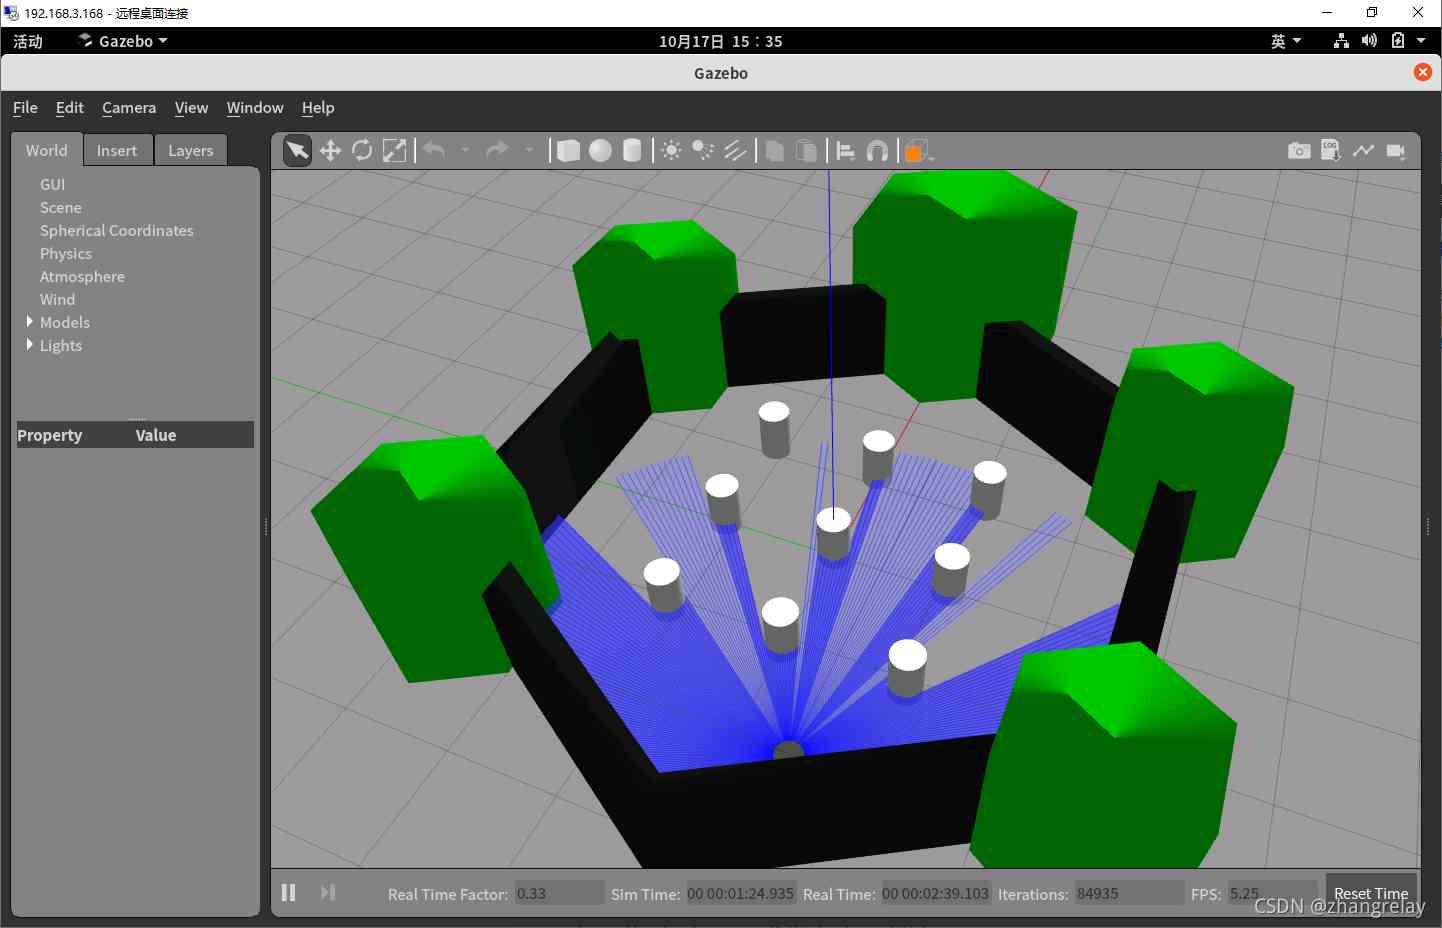 192.168.3.168 - 远程桌面连接
活动 Gazebo 10月17日 15：35 英
Gazebo
File Edit Camera View Window Help
World Insert Layers
LOG
GUI
Scene
Spherical Coordinates
Physics
Atmosphere
Wind
Models
Lights
Property Value
Real Time Factor: 0.33 Sim Time: 00 00:01:24.935 Real Time: 00 00:02:39.103 Iterations: 84935 FPS: 5.25 Reset Time
CSDN @zhangrelay